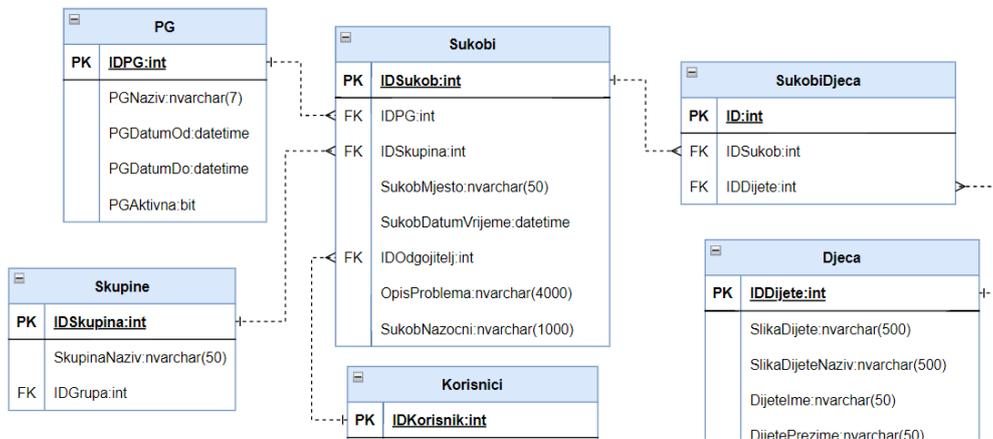 PG
PK IDPG:int
PGNaziv:nvarchar(7)
PGDatumOd:datetime
PGDatumDo:datetime
PGAktivna:bit
Skupine
PK IDSkupina:int
SkupinaNaziv:nvarchar(50)
FK IDGrupa:int
Sukobi
PK IDSukob:int
FK IDPG:int
FK IDSkupina:int
SukobMjesto:nvarchar(50)
SukobDatumVrijeme:datetime
FK IDOdgojitelj:int
OpisProblema:nvarchar(4000)
SukobNazocni:nvarchar(1000)
Korisnici
PK IDKorisnik:int
SukobiDjeca
PK ID:int
FK IDSukob:int
FK IDDijete:int
Djeca
PK IDDijete:int
SlikaDijete:nvarchar(500)
SlikaDijeteNaziv:nvarchar(500)
DijeteIme:nvarchar(50)
DijetePrezime:nvarchar(50)